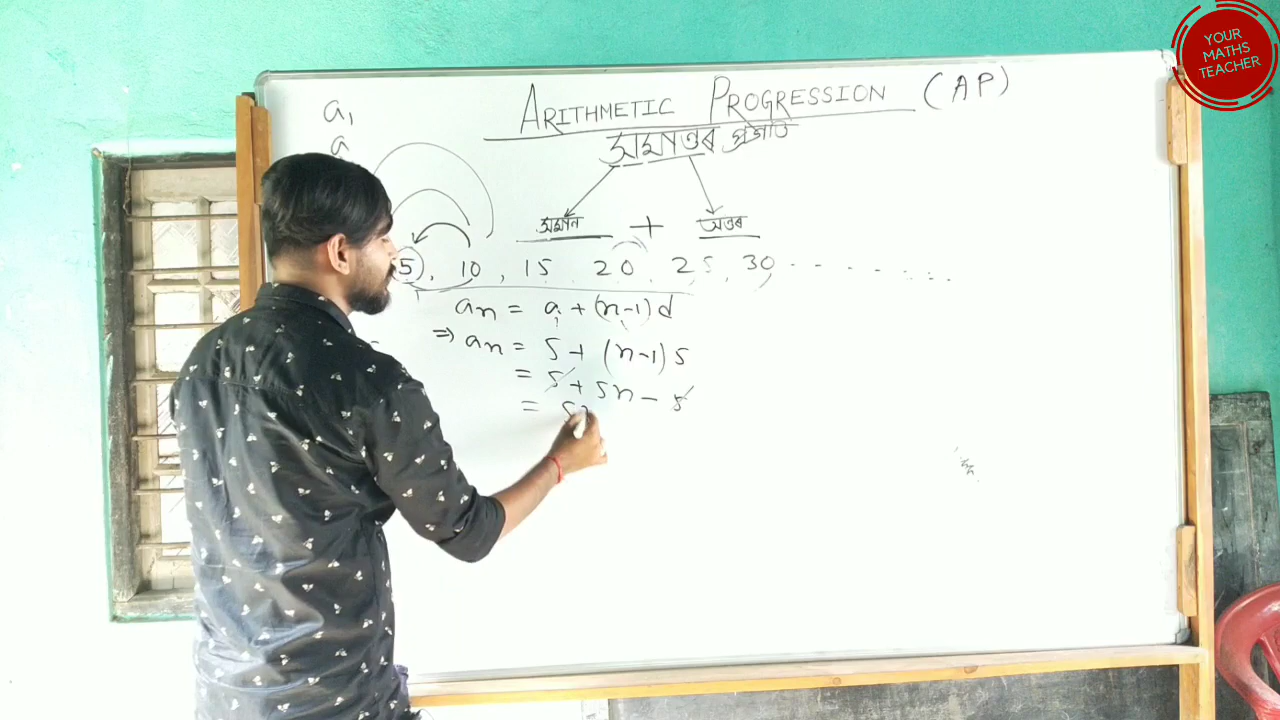 YOUR
MATHS
TEACHER
ARITHMETIC PROGRESSION (AP)
সমান্তৰ প্ৰগতি
সমান + অন্তৰ
a₁
a
5, 10, 15, 20, 25, 30, . . . . . . . .
aₙ = a + (n-1)d
⇒ aₙ = 5 + (n-1)5
= 5 + 5n - 5
= 5n